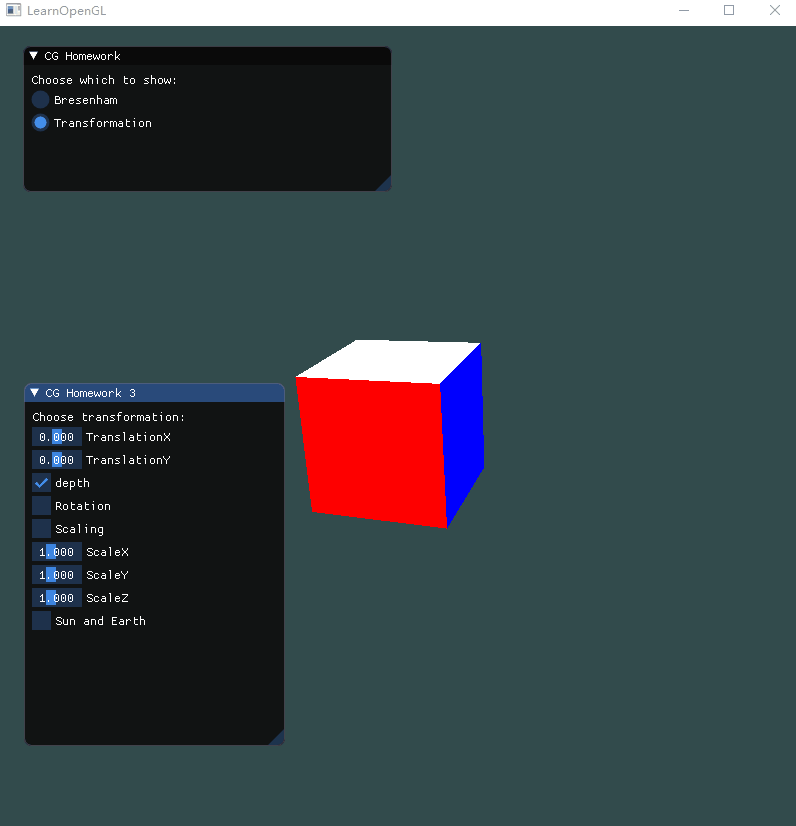 LearnOpenGL
CG Homework
Choose which to show:
Bresenham
Transformation
CG Homework 3
Choose transformation:
0.000 TranslationX
0.000 TranslationY
depth
Rotation
Scaling
1.000 ScaleX
1.000 ScaleY
1.000 ScaleZ
Sun and Earth